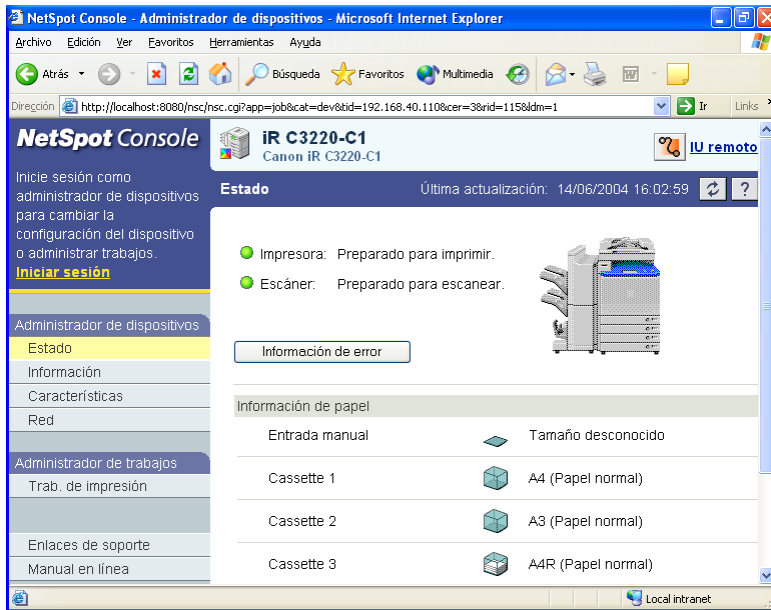 NetSpot Console - Administrador de dispositivos - Microsoft Internet Explorer
Archivo Edición Ver Favoritos Herramientas Ayuda
Atrás Búsqueda Favoritos Multimedia
Dirección http://localhost:8080/nsc/nsc.cgi?app=job&cat=dev&tid=192.168.40.110&cer=3&rid=115&ldm=1 Ir Links
NetSpot Console
Inicie sesión como
administrador de dispositivos
para cambiar la
configuración del dispositivo
o administrar trabajos.
Iniciar sesión
Administrador de dispositivos
Estado
Información
Características
Red
Administrador de trabajos
Trab. de impresión
Enlaces de soporte
Manual en línea
iR C3220-C1
Canon iR C3220-C1
IU remoto
Estado Última actualización: 14/06/2004 16:02:59 ?
Impresora: Preparado para imprimir.
Escáner: Preparado para escanear.
Información de error
Información de papel
Entrada manual Tamaño desconocido
Cassette 1 A4 (Papel normal)
Cassette 2 A3 (Papel normal)
Cassette 3 A4R (Papel normal)
Local intranet